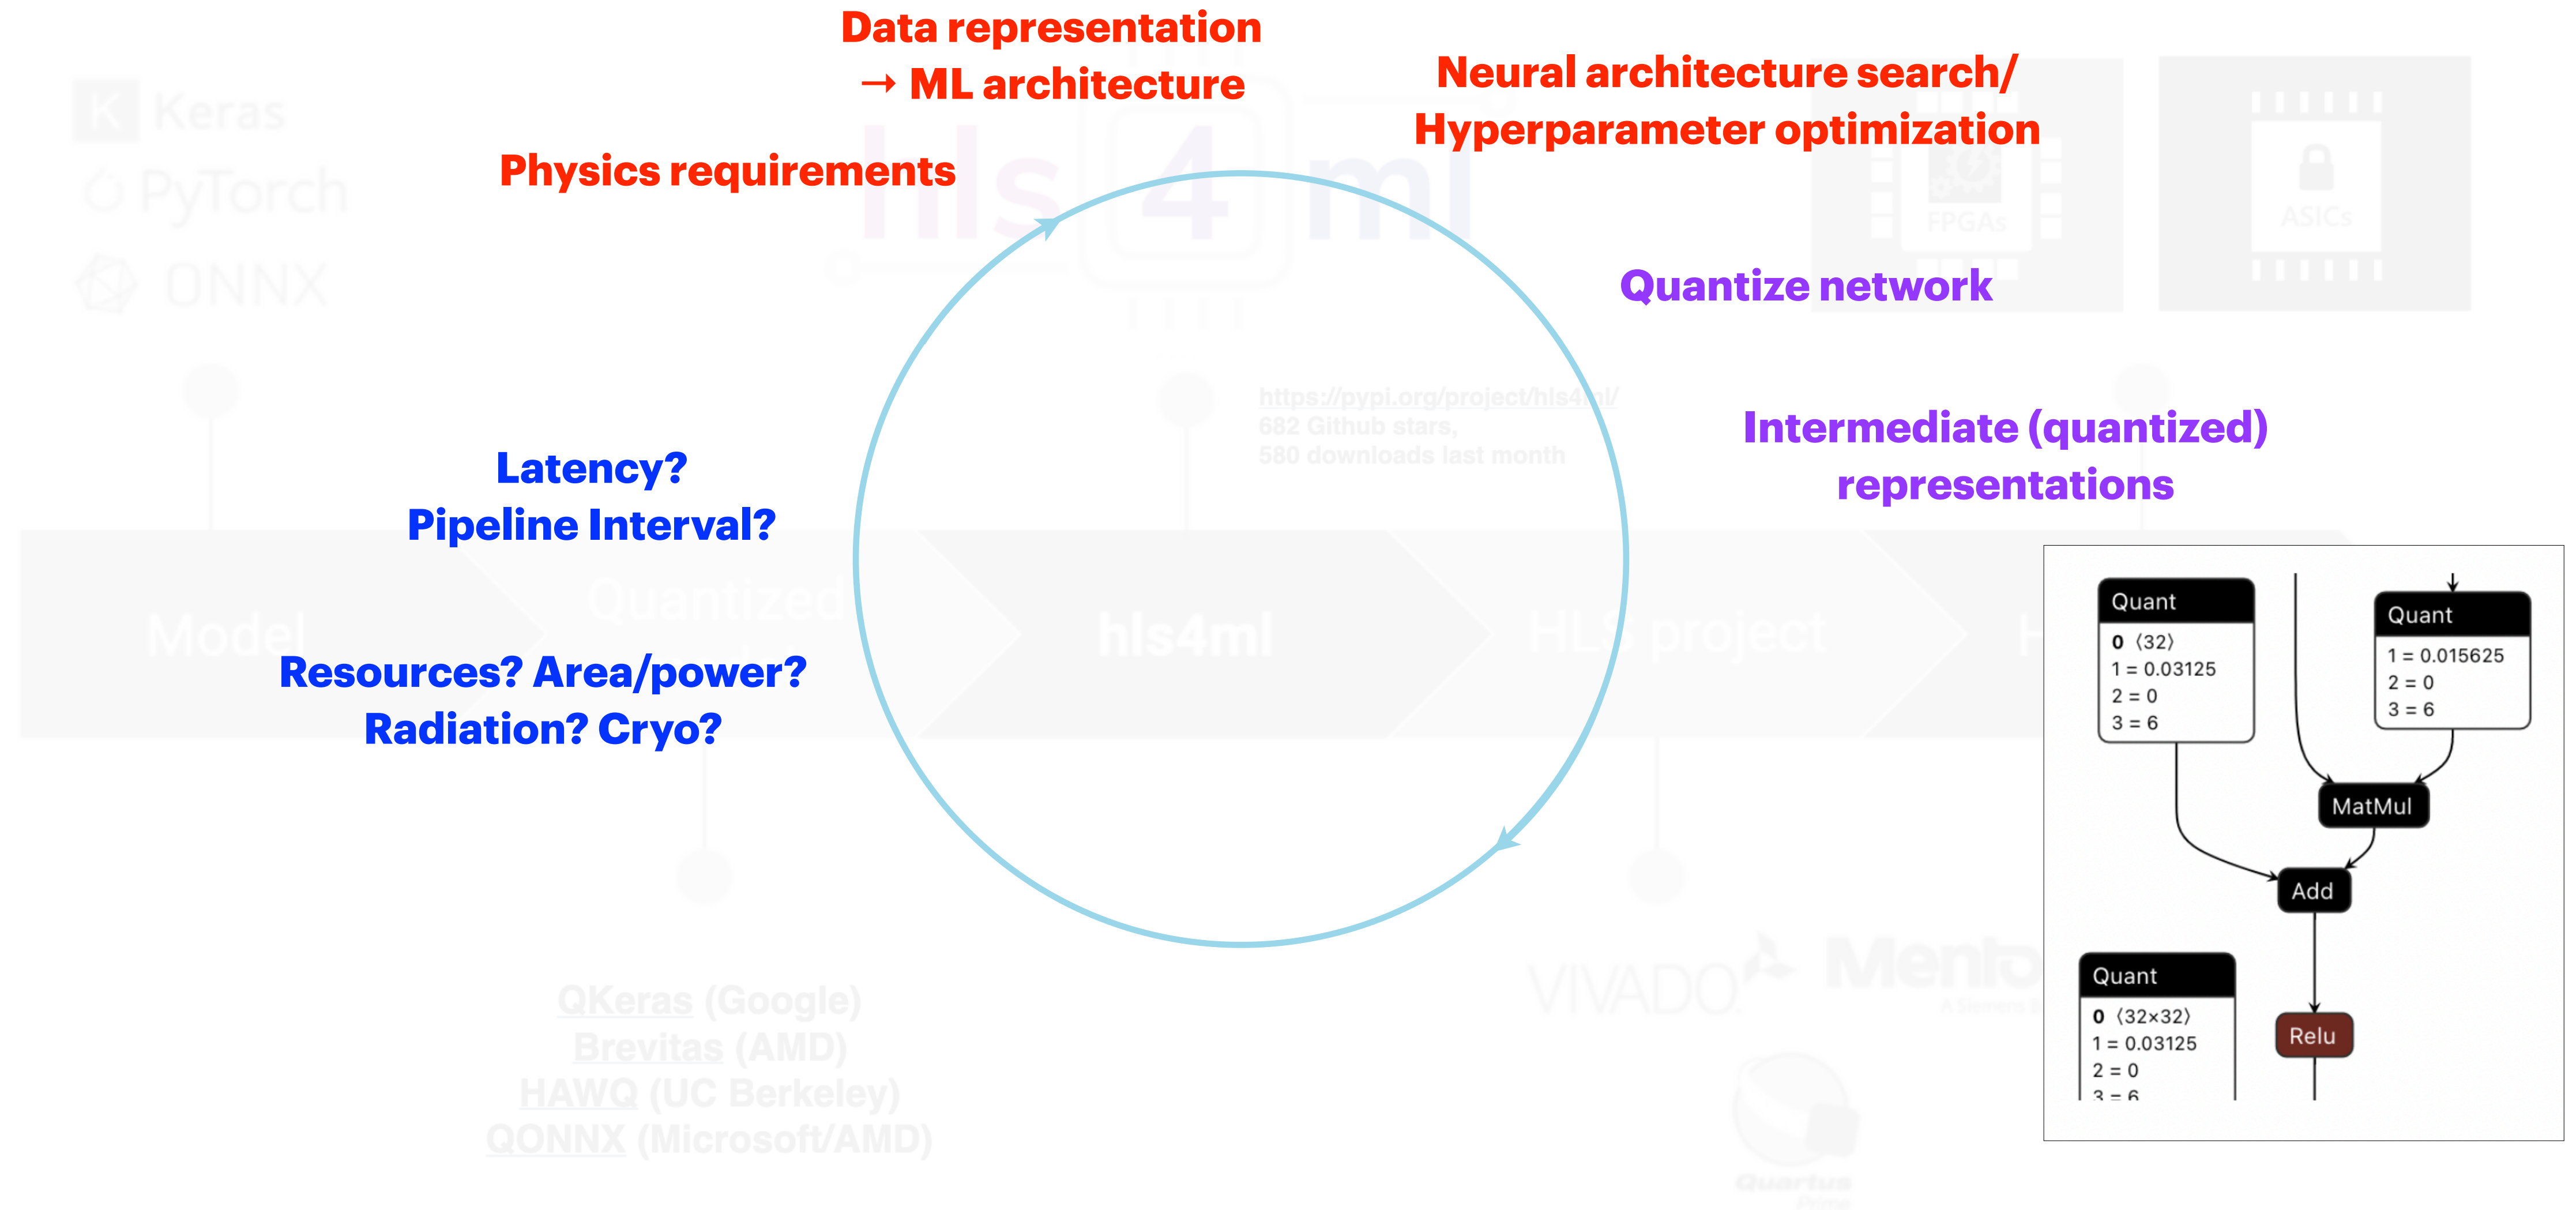 Data representation
→ ML architecture
Neural architecture search/
Hyperparameter optimization
Physics requirements
Quantize network
Intermediate (quantized)
representations
Latency?
Pipeline Interval?
Resources? Area/power?
Radiation? Cryo?
K Keras
PyTorch
ONNX
hls 4 ml
FPGAs
ASICs
https://pypi.org/project/hls4ml/
682 Github stars,
580 downloads last month
Model
Quantized
hls4ml
HLS project
QKeras (Google)
Brevitas (AMD)
HAWQ (UC Berkeley)
QONNX (Microsoft/AMD)
VIVADO
A Siemens
Quartus
Prime
Quant
0 ⟨32⟩
1 = 0.03125
2 = 0
3 = 6
Quant
1 = 0.015625
2 = 0
3 = 6
MatMul
Add
Quant
0 ⟨32×32⟩
1 = 0.03125
2 = 0
3 = 6
Relu